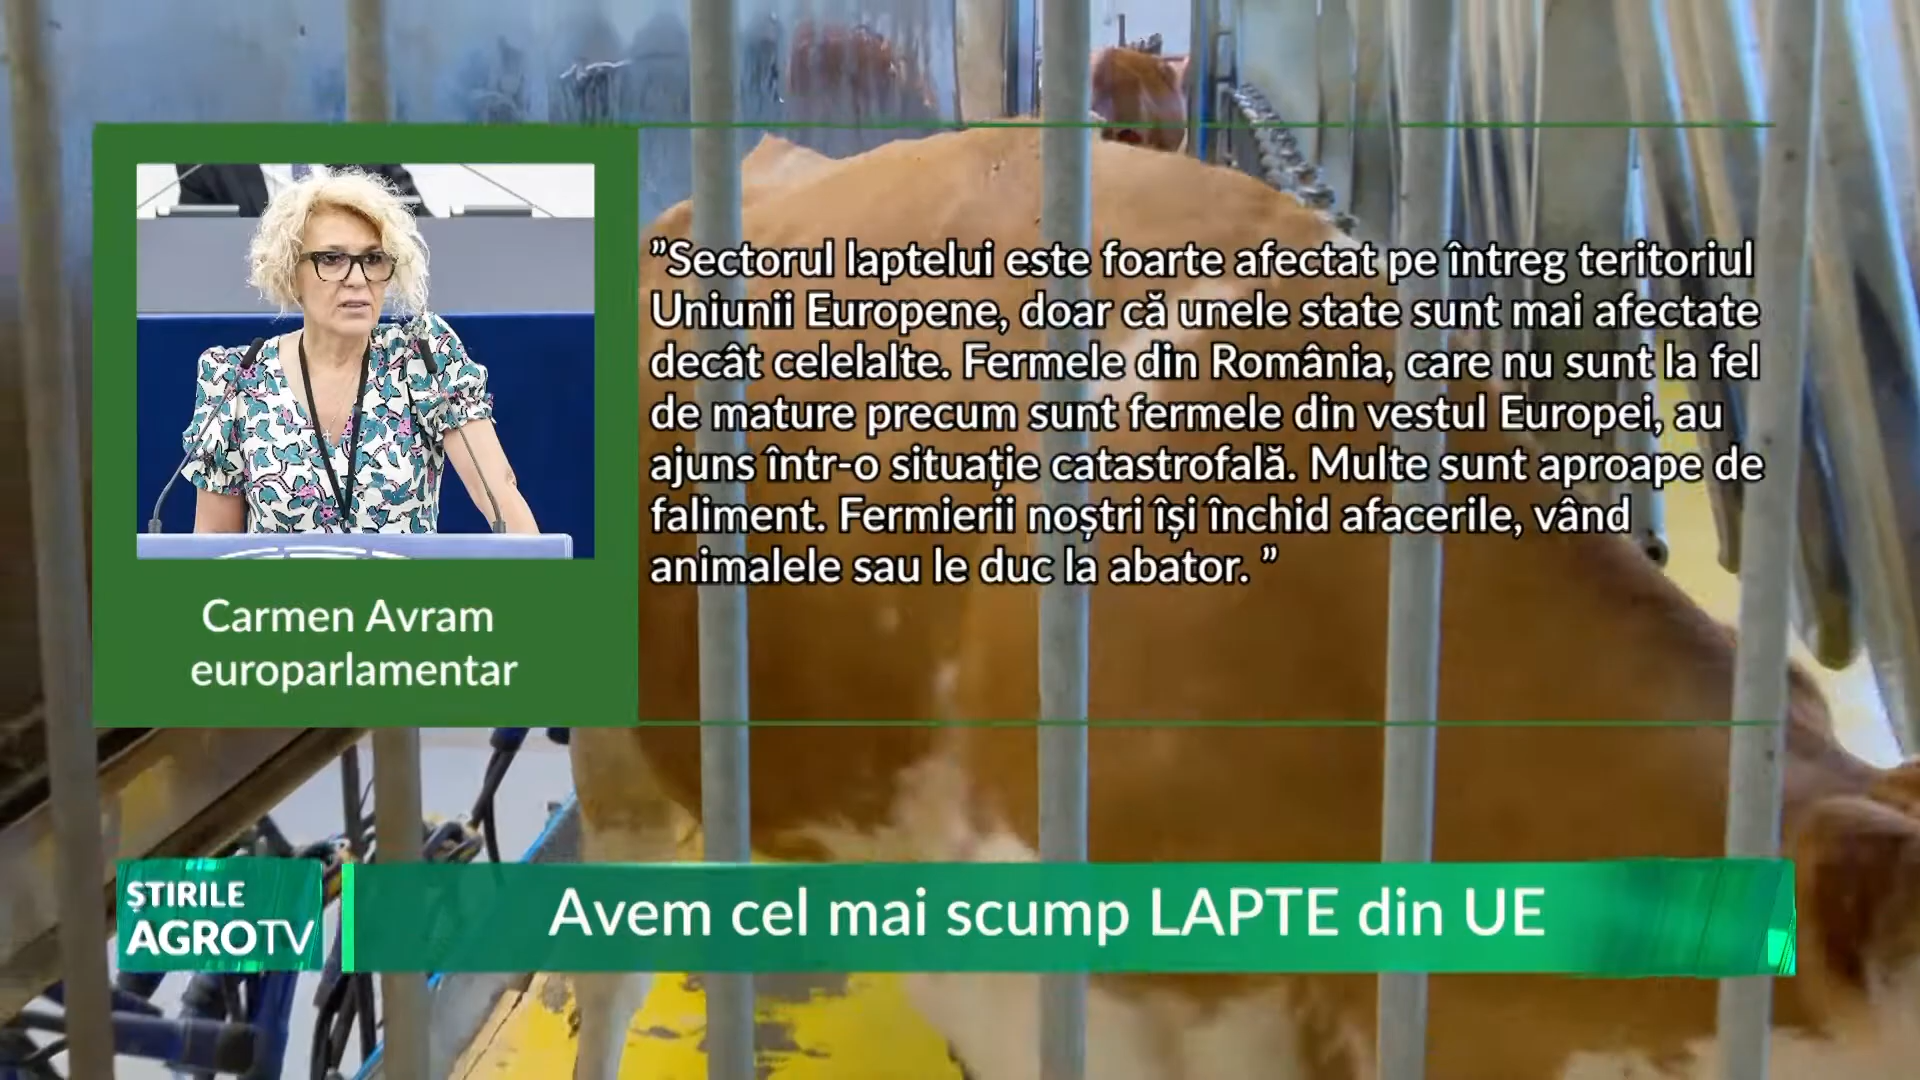 ”Sectorul laptelui este foarte afectat pe întreg teritoriul
Uniunii Europene, doar că unele state sunt mai afectate
decât celelalte. Fermele din România, care nu sunt la fel
de mature precum sunt fermele din vestul Europei, au
ajuns într-o situație catastrofală. Multe sunt aproape de
faliment. Fermierii noștri își închid afacerile, vând
animalele sau le duc la abator. ”
Carmen Avram
europarlamentar
ȘTIRILE
AGROTV
Avem cel mai scump LAPTE din UE